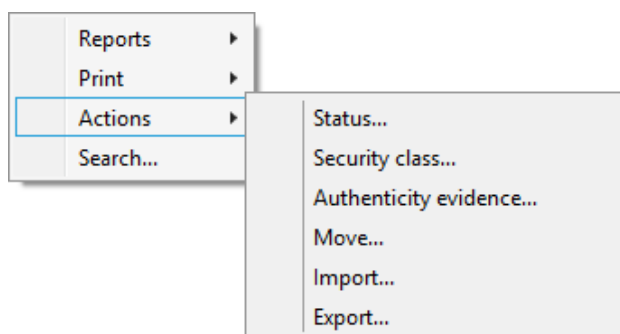 Reports
Print
Actions
Search...
Status...
Security class...
Authenticity evidence...
Move...
Import...
Export...